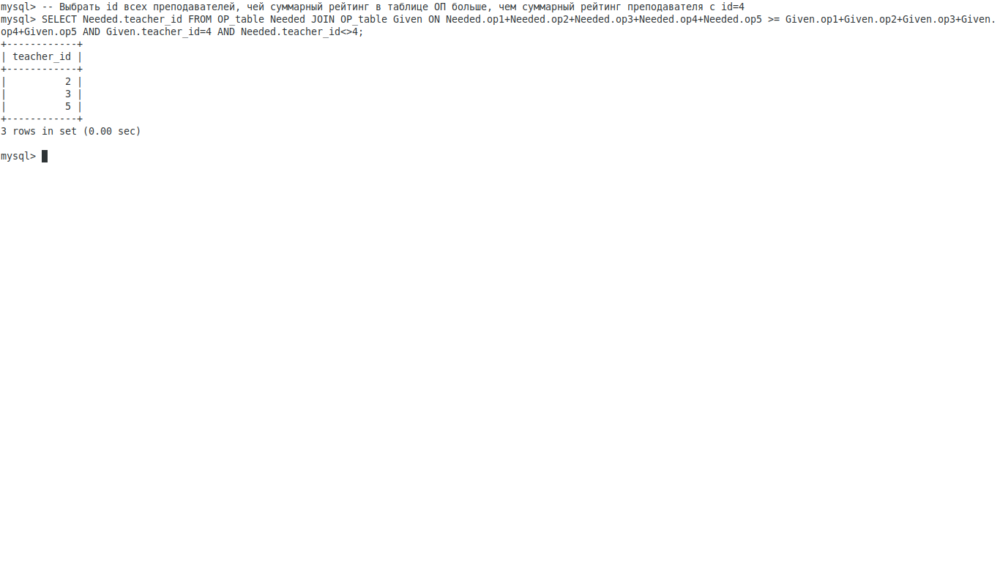 mysql> -- Выбрать id всех преподавателей, чей суммарный рейтинг в таблице ОП больше, чем суммарный рейтинг преподавателя с id=4
mysql> SELECT Needed.teacher_id FROM OP_table Needed JOIN OP_table Given ON Needed.op1+Needed.op2+Needed.op3+Needed.op4+Needed.op5 >= Given.op1+Given.op2+Given.op3+Given.
op4+Given.op5 AND Given.teacher_id=4 AND Needed.teacher_id<>4;
+------------+
| teacher_id |
+------------+
|          2 |
|          3 |
|          5 |
+------------+
3 rows in set (0.00 sec)
mysql>